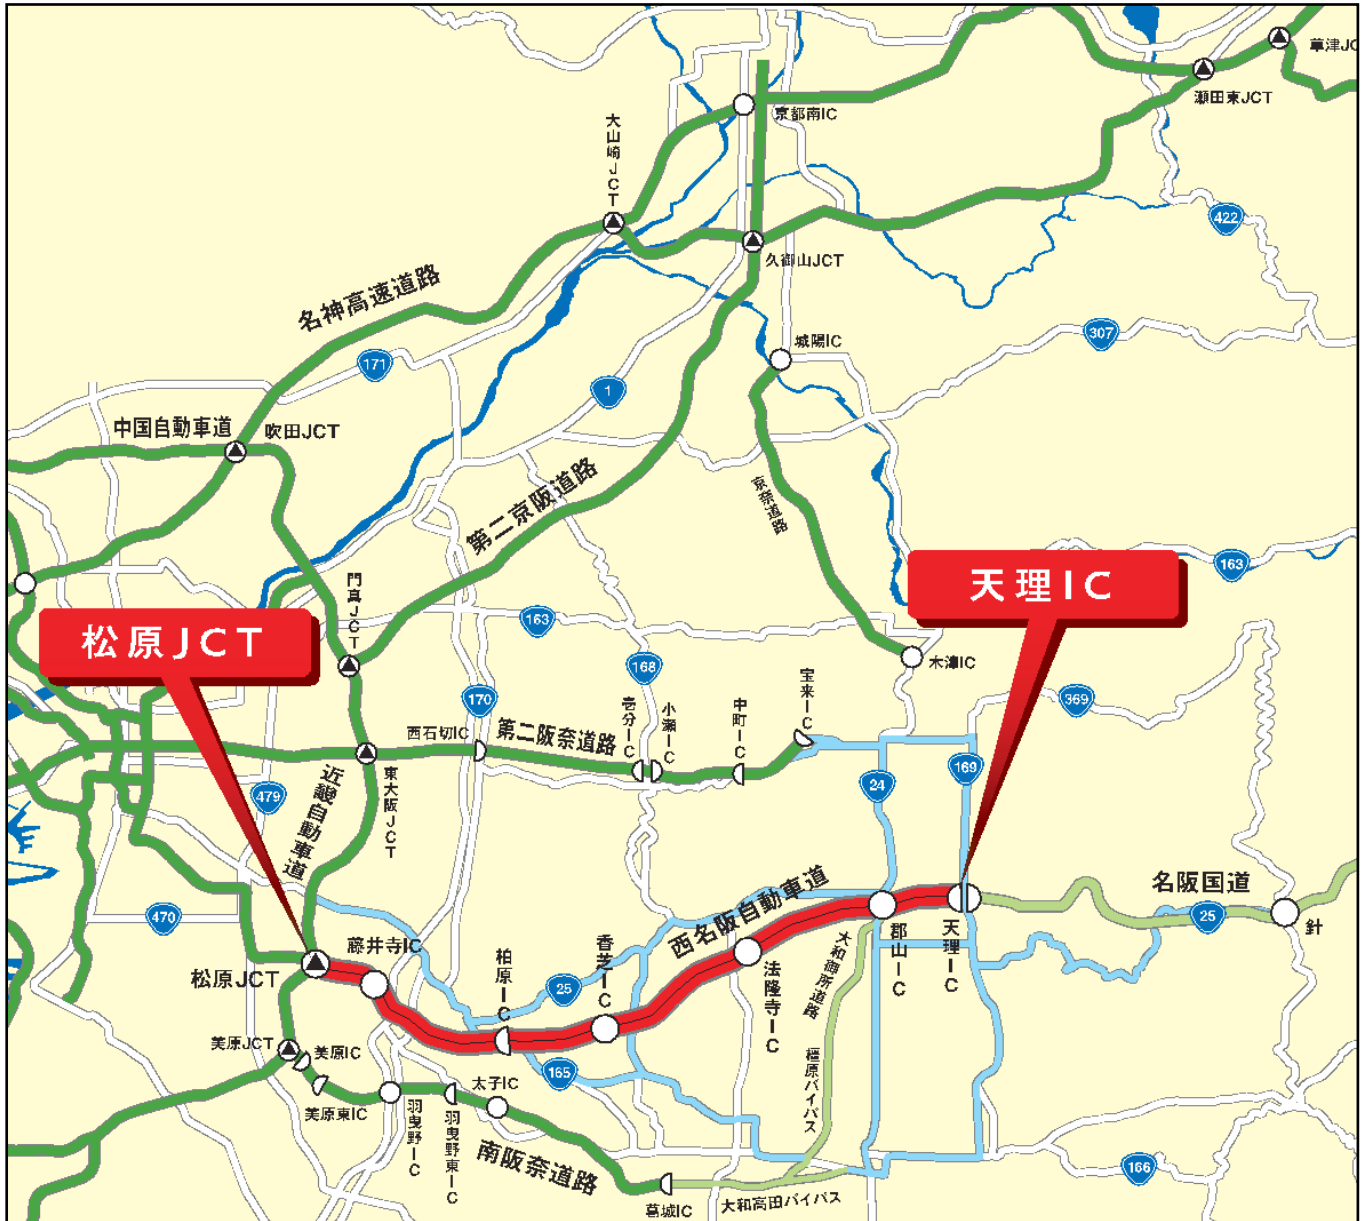 草津JC
瀬田東JCT
京都南IC
大山崎JCT
422
久御山JCT
名神高速道路
307
城陽IC
171
1
中国自動車道
吹田JCT
第二京阪道路
京奈道路
163
天理IC
門真JCT
163
松原JCT
168
木津IC
170
宝来IC
369
西石切IC
第二阪奈道路
壱分IC
小瀬IC
中町IC
169
近畿自動車道
東大阪JCT
479
24
西名阪自動車道
名阪国道
470
25
針
藤井寺IC
松原JCT
柏原IC
香芝IC
25
法隆寺IC
大和御所道路
郡山IC
天理IC
美原JCT
美原IC
165
橿原バイパス
太子IC
美原東IC
羽曳野IC
羽曳野東IC
南阪奈道路
166
葛城IC
大和高田バイパス